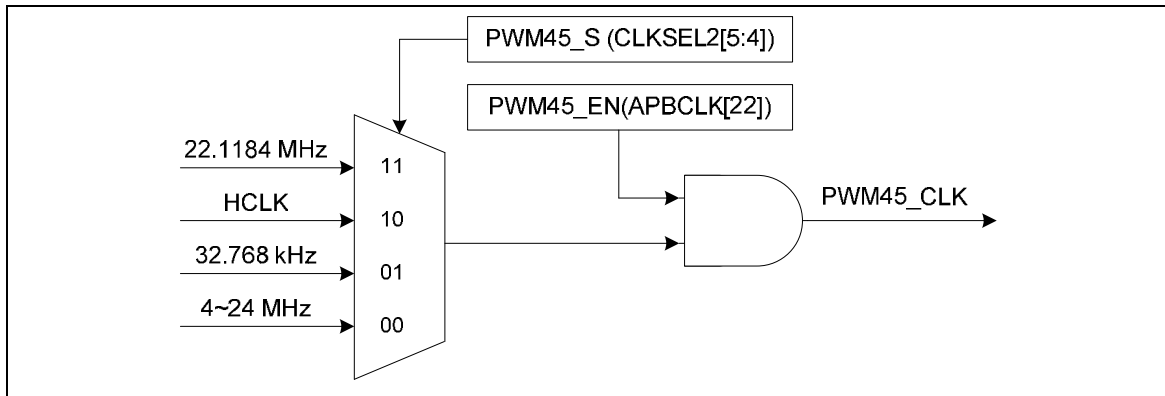 PWM45_S (CLKSEL2[5:4])
PWM45_EN(APBCLK[22])
22.1184 MHz
11
HCLK
10
32.768 kHz
01
4~24 MHz
00
PWM45_CLK